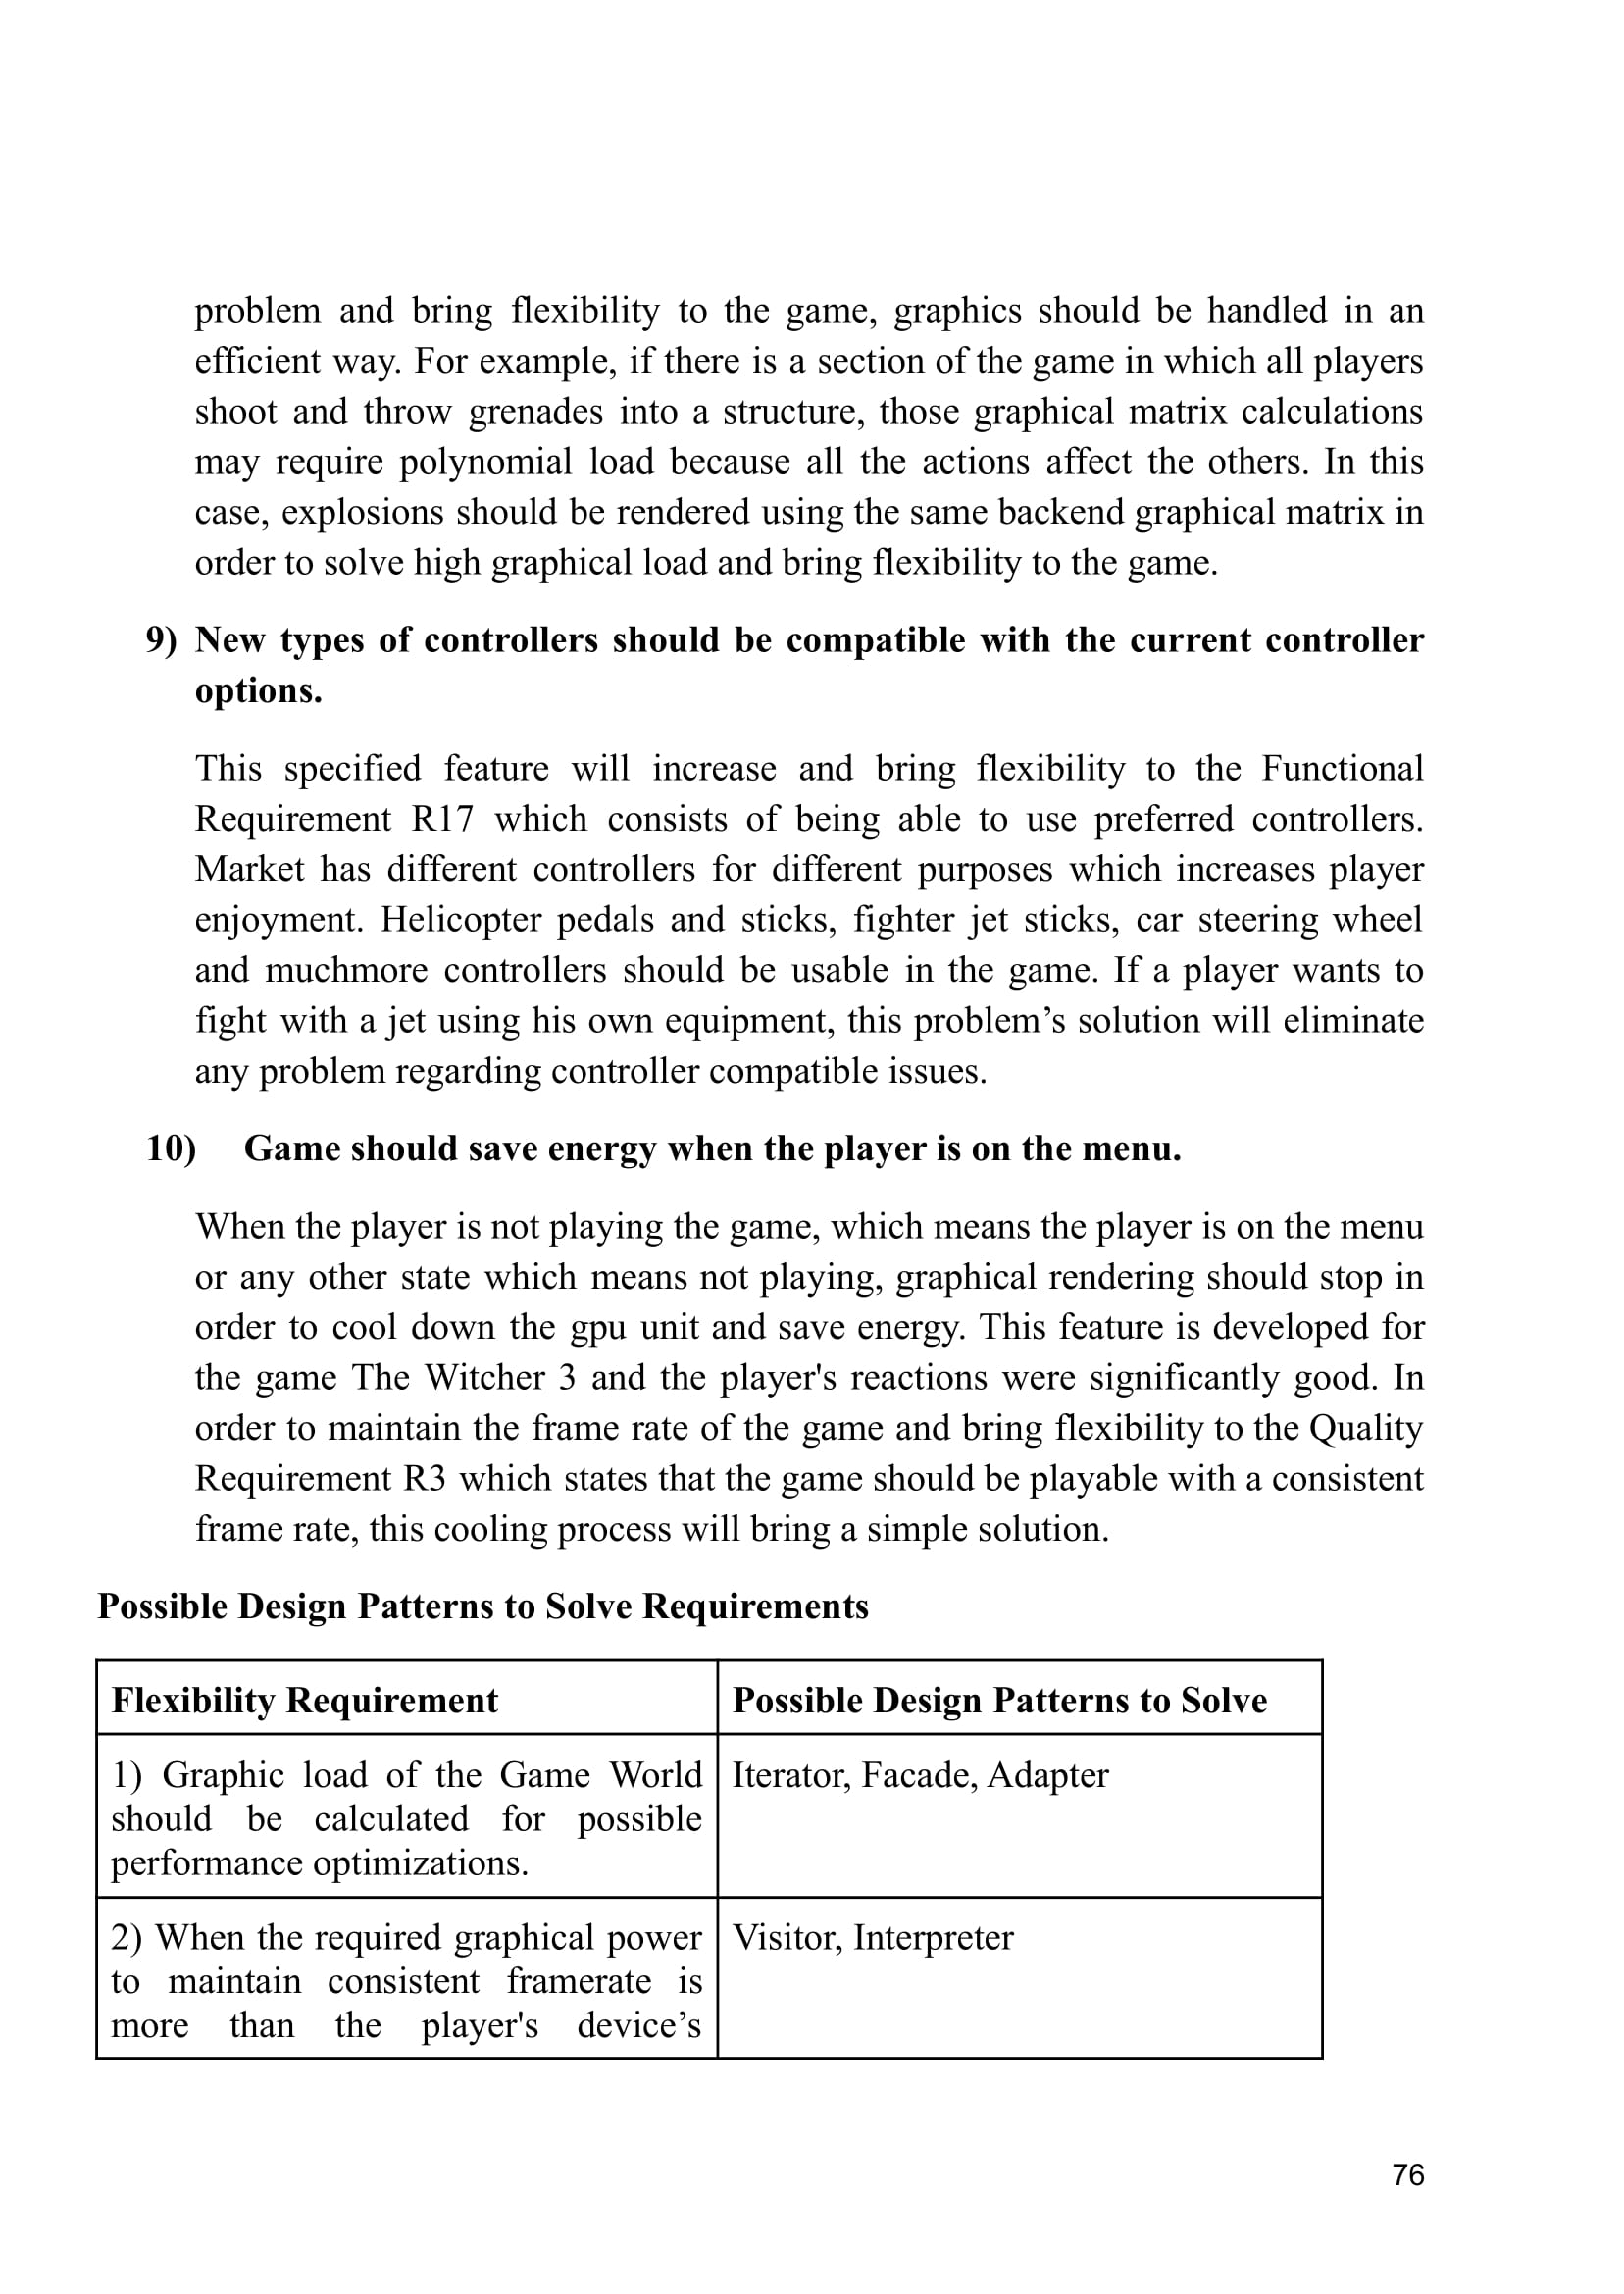 problem and bring flexibility to the game, graphics should be handled in an
efficient way. For example, if there is a section of the game in which all players
shoot and throw grenades into a structure, those graphical matrix calculations
may require polynomial load because all the actions affect the others. In this
case, explosions should be rendered using the same backend graphical matrix in
order to solve high graphical load and bring flexibility to the game.
9) New types of controllers should be compatible with the current controller
options.
This specified feature will increase and bring flexibility to the Functional
Requirement R17 which consists of being able to use preferred controllers.
Market has different controllers for different purposes which increases player
enjoyment. Helicopter pedals and sticks, fighter jet sticks, car steering wheel
and muchmore controllers should be usable in the game. If a player wants to
fight with a jet using his own equipment, this problem’s solution will eliminate
any problem regarding controller compatible issues.
10) Game should save energy when the player is on the menu.
When the player is not playing the game, which means the player is on the menu
or any other state which means not playing, graphical rendering should stop in
order to cool down the gpu unit and save energy. This feature is developed for
the game The Witcher 3 and the player's reactions were significantly good. In
order to maintain the frame rate of the game and bring flexibility to the Quality
Requirement R3 which states that the game should be playable with a consistent
frame rate, this cooling process will bring a simple solution.
Possible Design Patterns to Solve Requirements
Flexibility Requirement
Possible Design Patterns to Solve
1) Graphic load of the Game World
should be calculated for possible
performance optimizations.
Iterator, Facade, Adapter
2) When the required graphical power
to maintain consistent framerate is
more than the player's device’s
Visitor, Interpreter
76